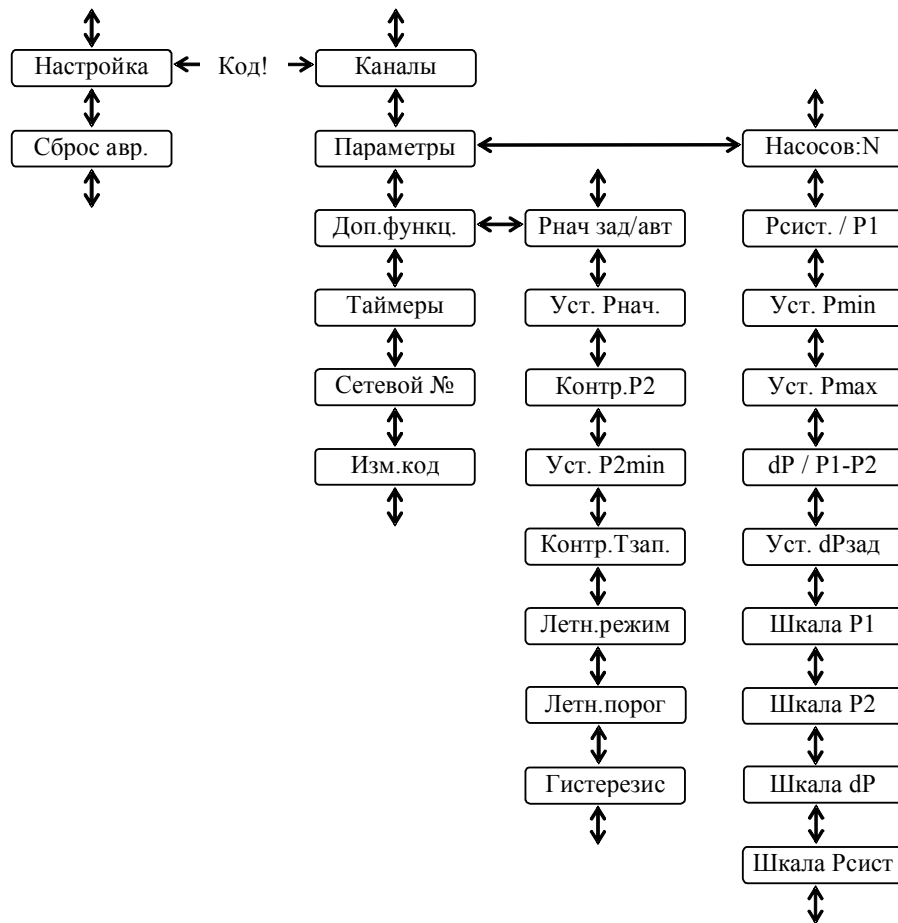 Настройка
Код!
Каналы
Сброс авр.
Параметры
Насосов:N
Доп.функц.
Рнач зад/авт
Рсист. / Р1
Таймеры
Уст. Рнач.
Уст. Pmin
Сетевой №
Контр.Р2
Уст. Pmax
Изм.код
Уст. P2min
dP / P1-P2
Контр.Тзап.
Уст. dРзад
Летн.режим
Шкала Р1
Летн.порог
Шкала Р2
Гистерезис
Шкала dP
Шкала Рсист